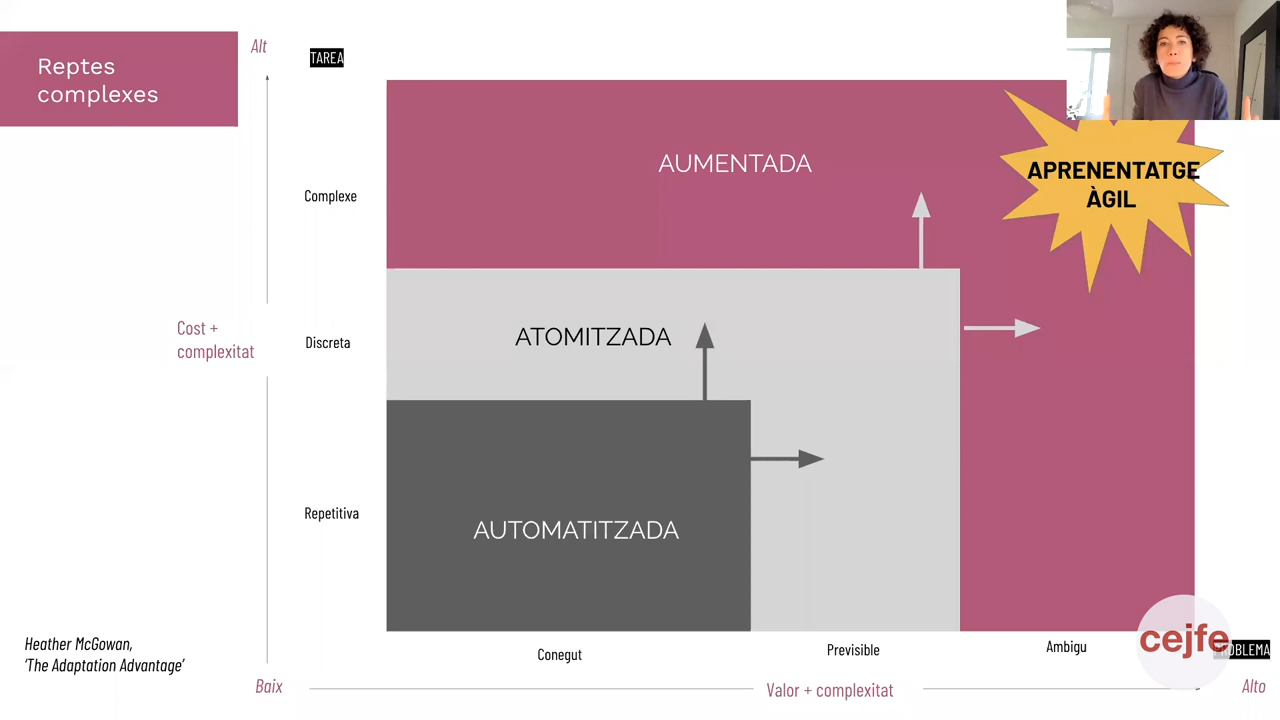 Reptes
complexes
Alt
TAREA
AUMENTADA
APRENENTATGE
ÀGIL
Complexe
Cost +
complexitat
Discreta
ATOMITZADA
Repetitiva
AUTOMATITZADA
Heather McGowan,
‘The Adaptation Advantage’
Conegut
Previsible
Ambigu
cejfe
PROBLEMA
Baix
Valor + complexitat
Alto